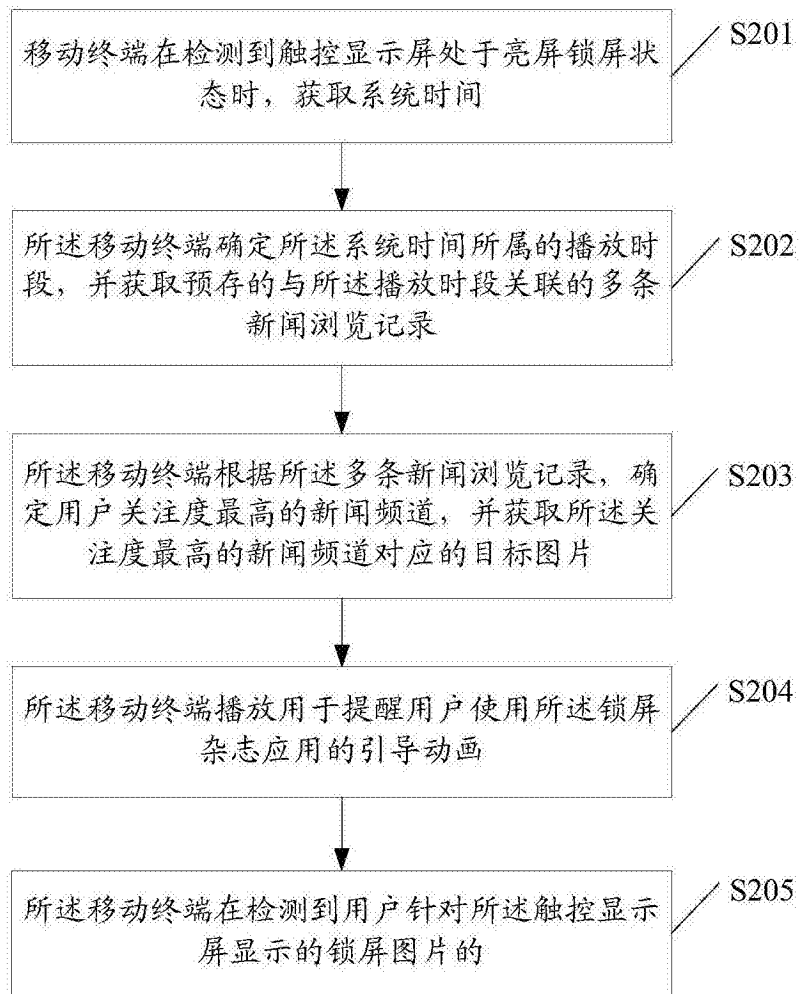 移动终端在检测到触控显示屏处于亮屏锁屏状
态时，获取系统时间
S201
所述移动终端确定所述系统时间所属的播放时
段，并获取预存的与所述播放时段关联的多条
新闻浏览记录
S202
所述移动终端根据所述多条新闻浏览记录，确
定用户关注度最高的新闻频道，并获取所述关
注度最高的新闻频道对应的目标图片
S203
所述移动终端播放用于提醒用户使用所述锁屏
杂志应用的引导动画
S204
所述移动终端在检测到用户针对所述触控显示
屏显示的锁屏图片的
S205